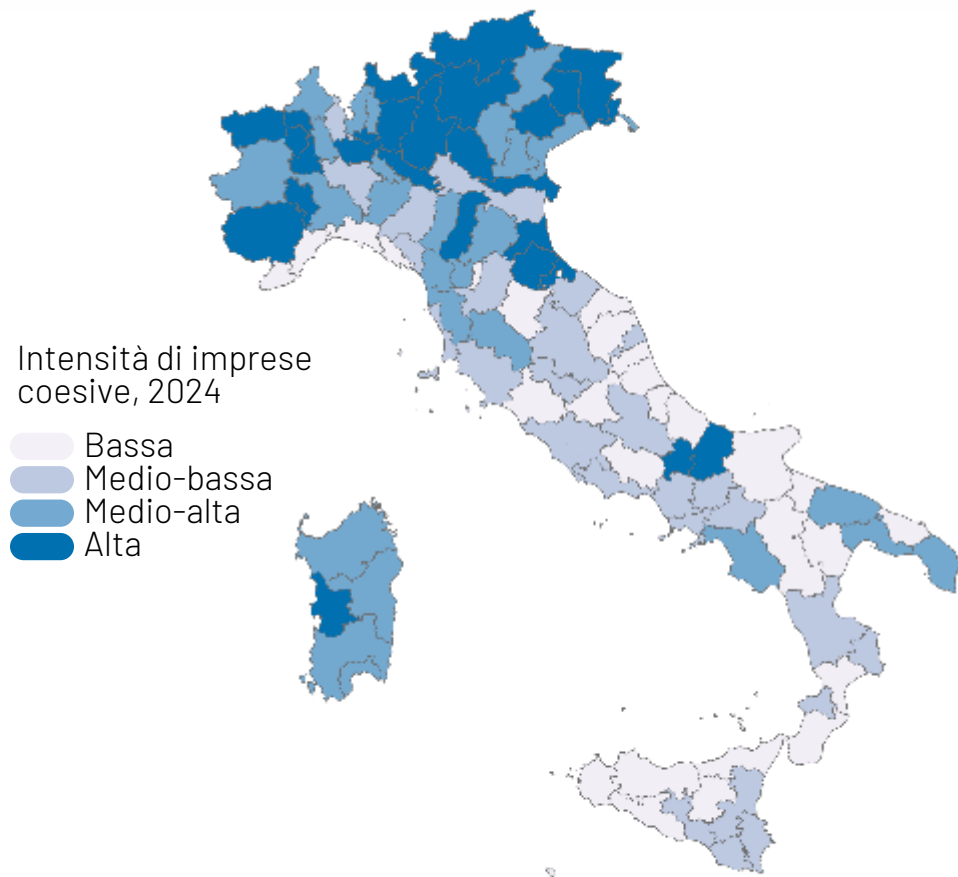 Intensità di imprese
coesive, 2024
Bassa
Medio-bassa
Medio-alta
Alta